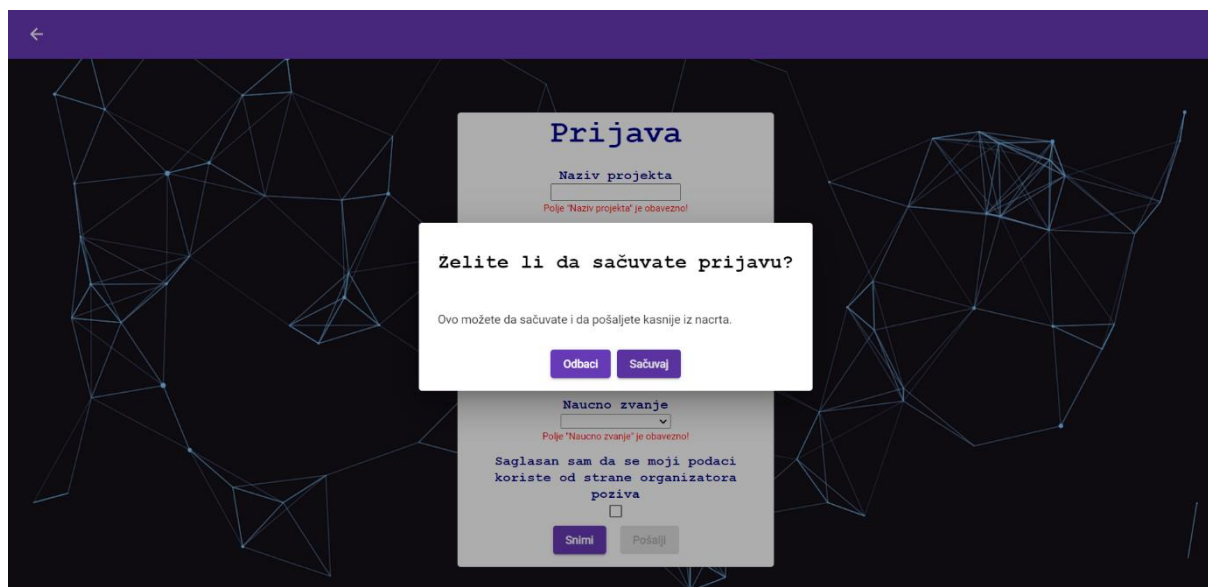 Prijava
Naziv projekta
Polje "Naziv projekta" je obavezno!
Želite li da sačuvate prijavu?
Ovo možete da sačuvate i da pošaljete kasnije iz nacrta.
Odbaci Sačuvaj
Naucno zvanje
Polje "Naucno zvanje" je obavezno!
Saglasan sam da se moji podaci
koriste od strane organizatora
poziva
Snimi Pošalji